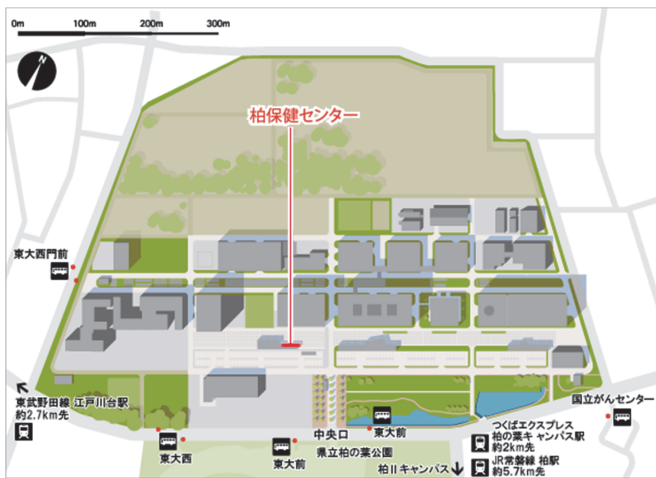 0m 100m 200m 300m
N
柏保健センター
東大西門前
東武野田線 江戸川台駅
約2.7km先
国立がんセンター
つくばエクスプレス
柏の葉キャンパス駅
約2km先
東大前
中央口
県立柏の葉公園
東大西
東大前
柏IIキャンパス
JR常磐線 柏駅
約5.7km先